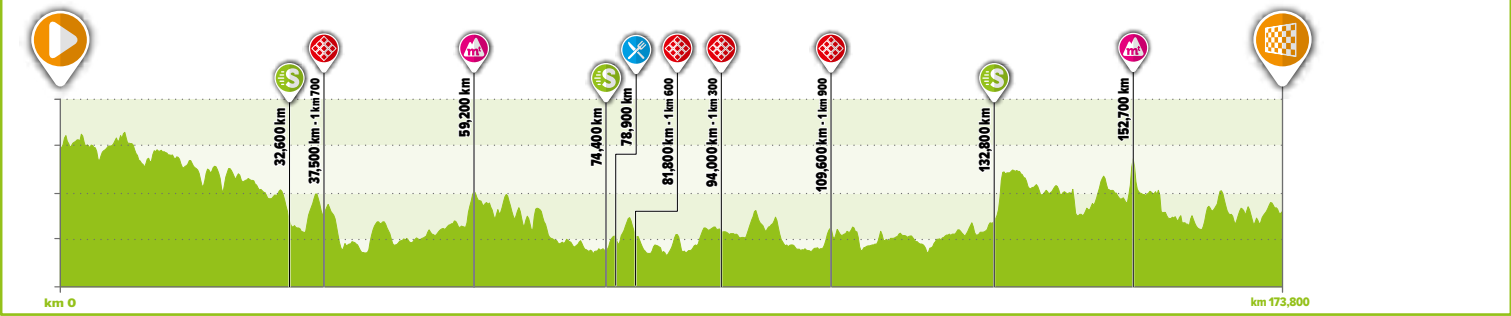 S
32,600 km
37,500 km - 1 km 700
m
59,200 km
S
74,400 km
78,900 km
81,800 km - 1 km 600
94,000 km - 1 km 300
109,600 km - 1 km 900
S
132,800 km
m
152,700 km
km 0
km 173,800